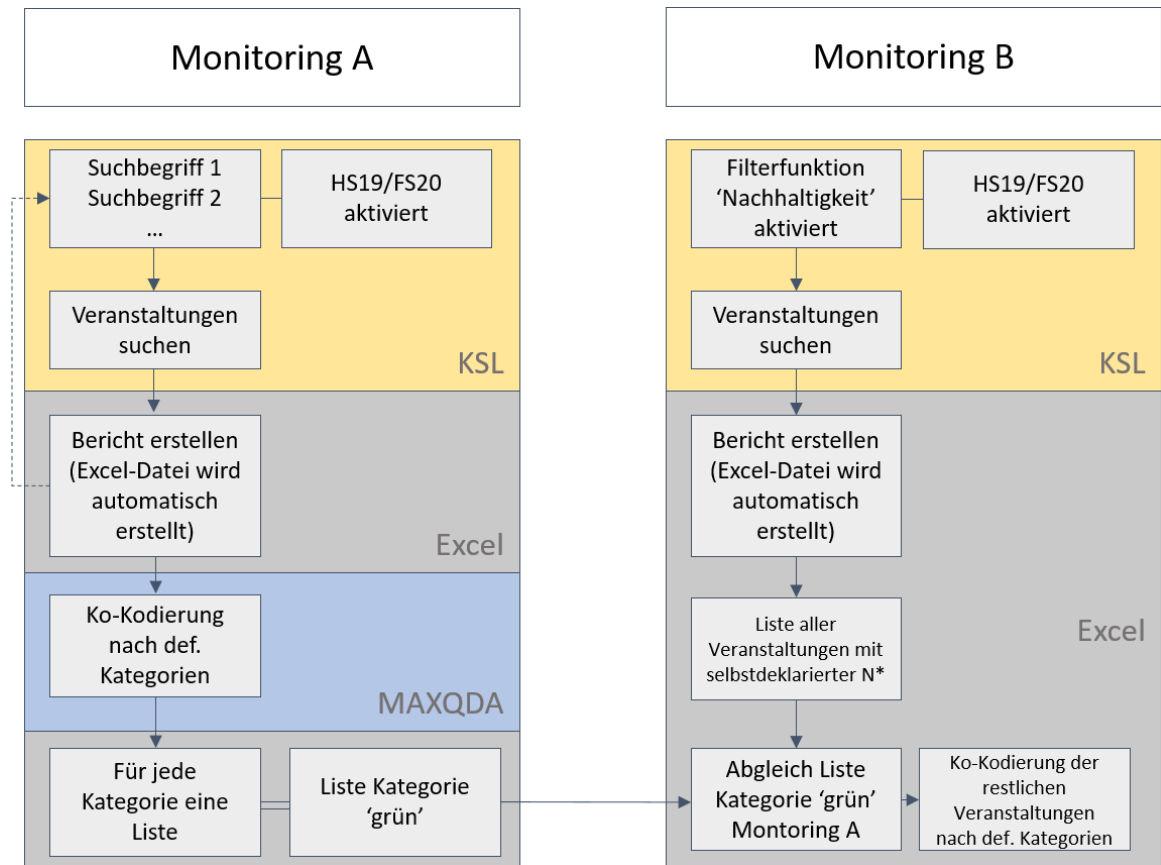 Monitoring A
Suchbegriff 1
Suchbegriff 2
...
HS19/FS20
aktiviert
Veranstaltungen
suchen
KSL
Bericht erstellen
(Excel-Datei wird
automatisch
erstellt)
Excel
Ko-Kodierung
nach def.
Kategorien
MAXQDA
Für jede
Kategorie eine
Liste
Liste Kategorie
‘grün’
Monitoring B
Filterfunktion
‘Nachhaltigkeit’
aktiviert
HS19/FS20
aktiviert
Veranstaltungen
suchen
KSL
Bericht erstellen
(Excel-Datei wird
automatisch
erstellt)
Liste aller
Veranstaltungen mit
selbstdeklarierter N*
Excel
Abgleich Liste
Kategorie ‘grün’
Montoring A
Ko-Kodierung der
restlichen
Veranstaltungen
nach def. Kategorien